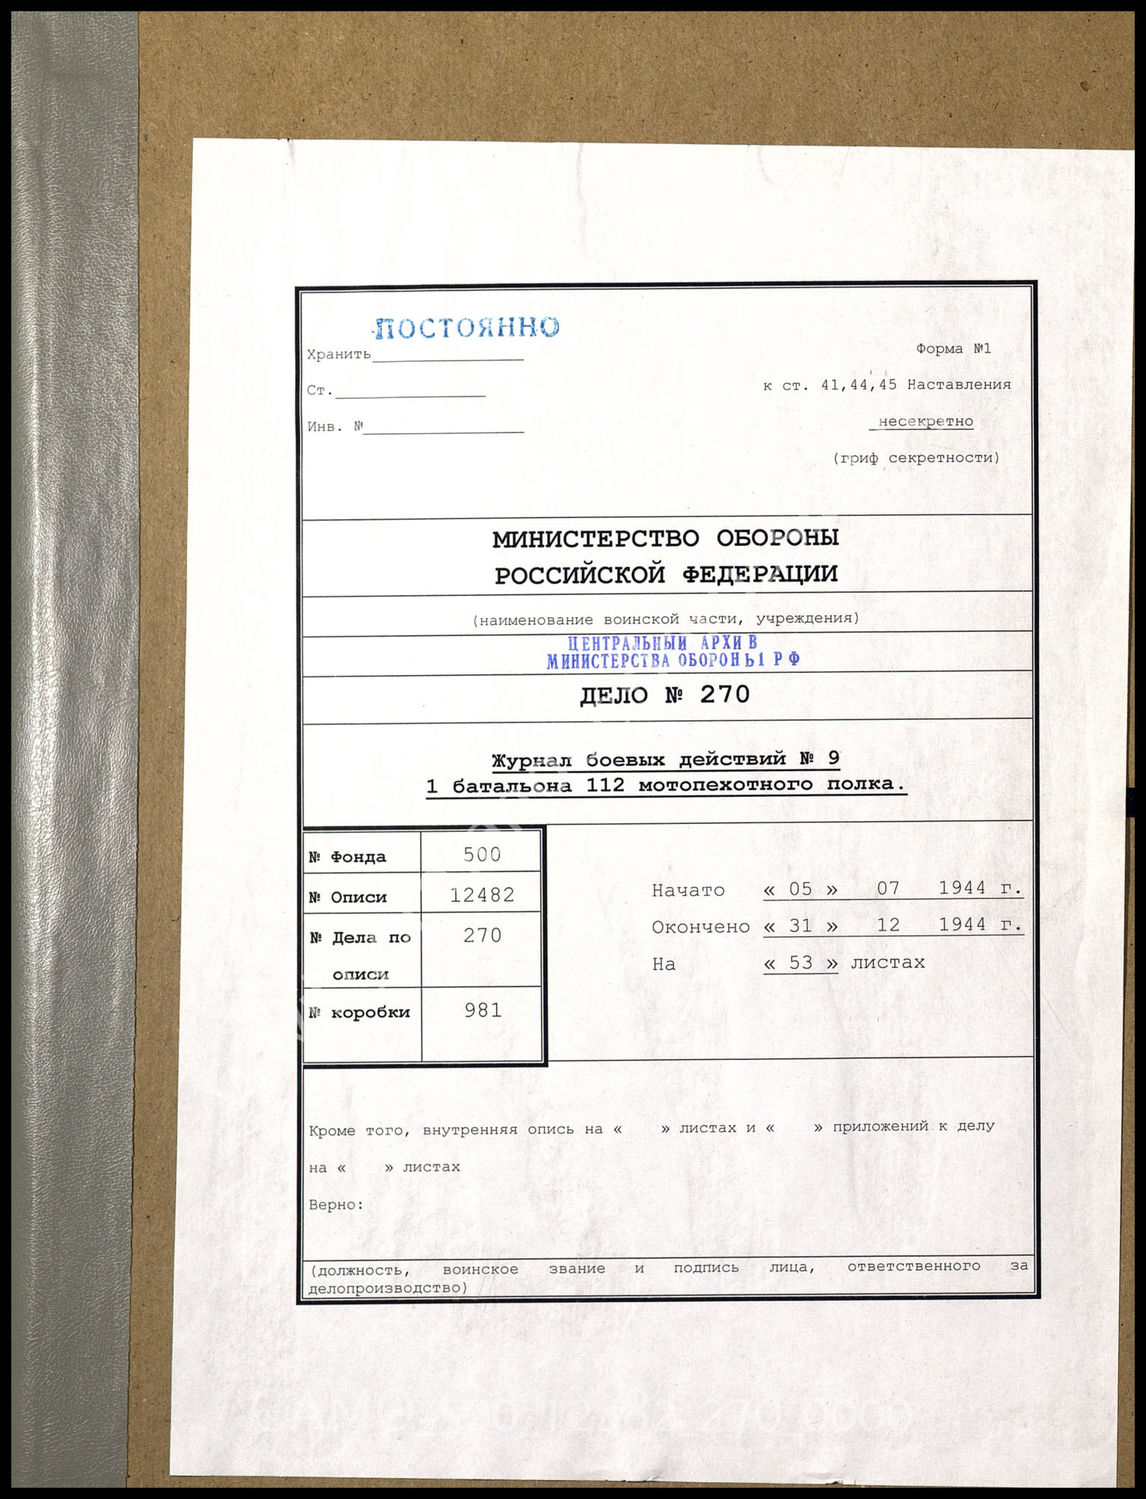 ПОСТОЯННО
Хранить
Форма №1
Ст.
к ст. 41,44,45 Наставления
Инв. №
несекретно
(гриф секретности)
МИНИСТЕРСТВО ОБОРОНЫ
РОССИЙСКОЙ ФЕДЕРАЦИИ
(наименование воинской части, учреждения)
ЦЕНТРАЛЬНЫЙ АРХИВ
МИНИСТЕРСТВА ОБОРОНЫ РФ
ДЕЛО № 270
Журнал боевых действий № 9
1 батальона 112 мотопехотного полка.
№ Фонда 500
№ Описи 12482
№ Дела по описи 270
№ коробки 981
Начато « 05 » 07 1944 г.
Окончено « 31 » 12 1944 г.
На « 53 » листах
Кроме того, внутренняя опись на « » листах и « » приложений к делу
на « » листах
Верно:
(должность, воинское звание и подпись лица, ответственного за
делопроизводство)